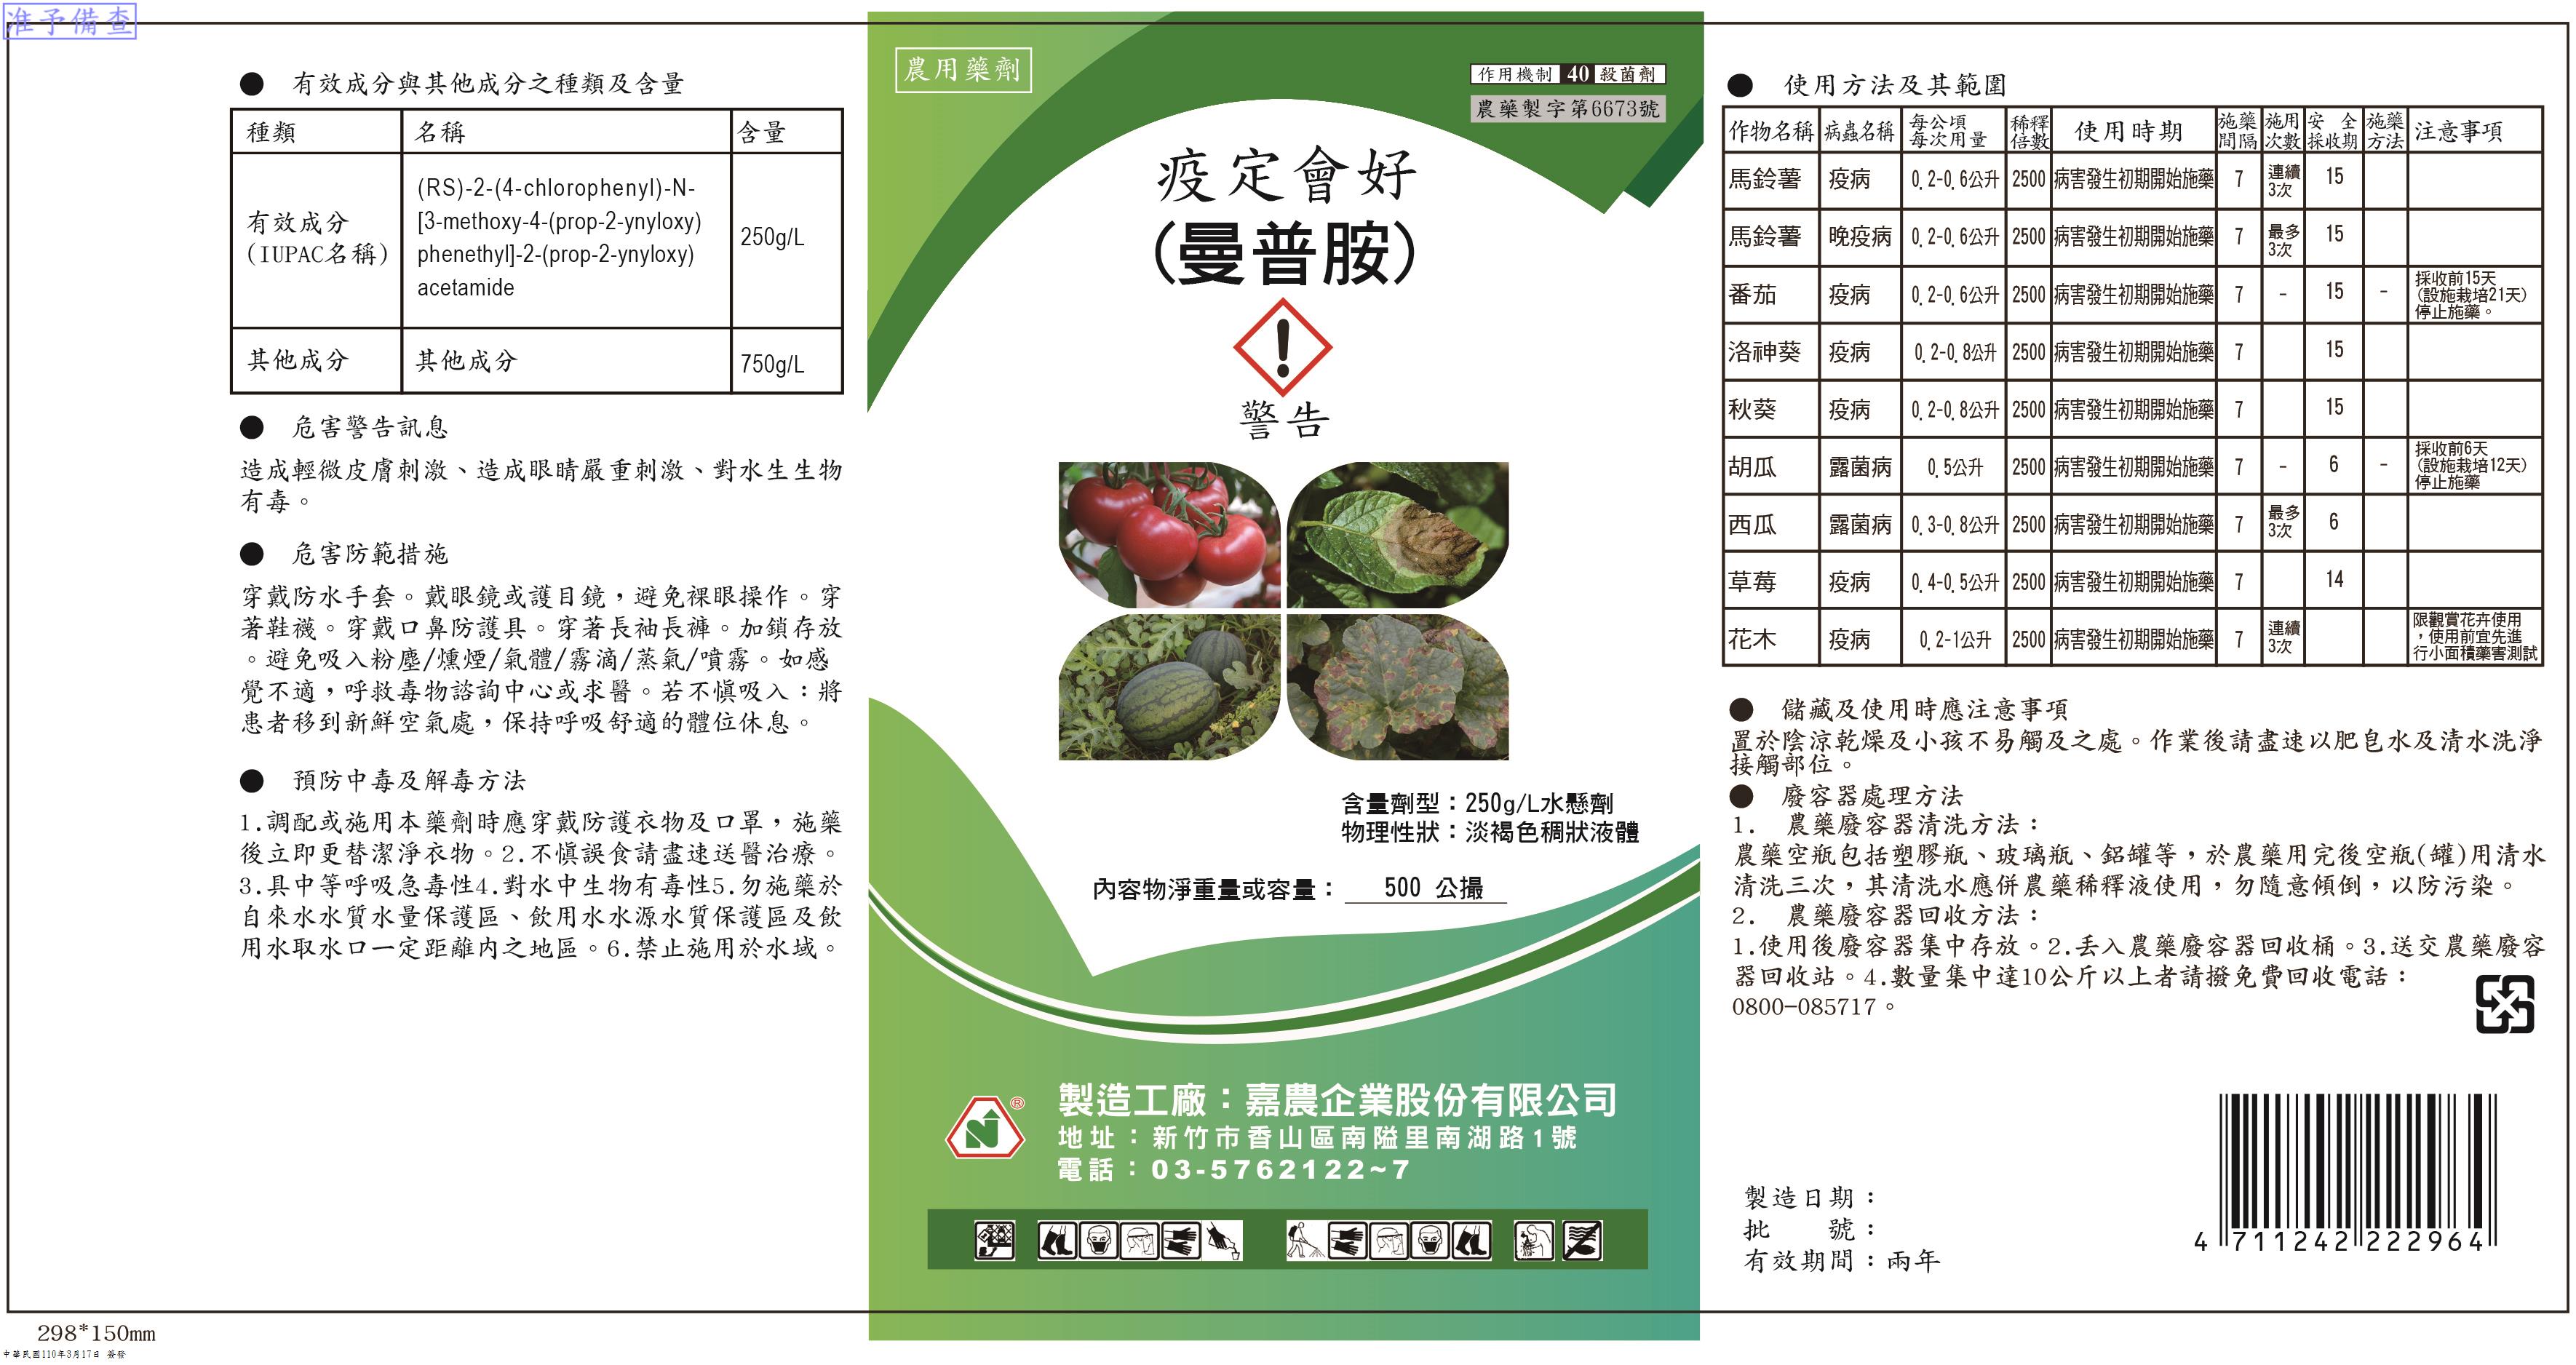 准予備查
● 有效成分與其他成分之種類及含量
種類 名稱 含量
有效成分
(IUPAC名稱)
(RS)-2-(4-chlorophenyl)-N-
[3-methoxy-4-(prop-2-ynyloxy)
phenethyl]-2-(prop-2-ynyloxy)
acetamide
250g/L
其他成分 其他成分 750g/L
● 危害警告訊息
造成輕微皮膚刺激、造成眼睛嚴重刺激、對水生生物
有毒。
● 危害防範措施
穿戴防水手套。戴眼鏡或護目鏡，避免裸眼操作。穿
著鞋襪。穿戴口鼻防護具。穿著長袖長褲。加鎖存放
。避免吸入粉塵/燻煙/氣體/霧滴/蒸氣/噴霧。如感
覺不適，呼救毒物諮詢中心或求醫。若不慎吸入：將
患者移到新鮮空氣處，保持呼吸舒適的體位休息。
● 預防中毒及解毒方法
1.調配或施用本藥劑時應穿戴防護衣物及口罩，施藥
後立即更替潔淨衣物。2.不慎誤食請盡速送醫治療。
3.具中等呼吸急毒性4.對水中生物有毒性5.勿施藥於
自來水水質水量保護區、飲用水水源水質保護區及飲
用水取水口一定距離內之地區。6.禁止施用於水域。
農用藥劑
作用機制 40 殺菌劑
農藥製字第6673號
疫定會好
(曼普胺)
警告
含量劑型：250g/L水懸劑
物理性狀：淡褐色稠狀液體
內容物淨重量或容量： 500 公撮
®
製造工廠：嘉農企業股份有限公司
地址：新竹市香山區南隘里南湖路1號
電話：03-5762122~7
● 使用方法及其範圍
作物名稱 病蟲名稱 每公頃每次用量 稀釋倍數 使用時期 施藥間隔 施用次數 安全採收期 施藥方法 注意事項
馬鈴薯 疫病 0.2-0.6公升 2500 病害發生初期開始施藥 7 連續3次 15
馬鈴薯 晚疫病 0.2-0.6公升 2500 病害發生初期開始施藥 7 最多3次 15
番茄 疫病 0.2-0.6公升 2500 病害發生初期開始施藥 7 - 15 - 採收前15天(設施栽培21天)停止施藥。
洛神葵 疫病 0.2-0.8公升 2500 病害發生初期開始施藥 7 15
秋葵 疫病 0.2-0.8公升 2500 病害發生初期開始施藥 7 15
胡瓜 露菌病 0.5公升 2500 病害發生初期開始施藥 7 - 6 - 採收前6天(設施栽培12天)停止施藥
西瓜 露菌病 0.3-0.8公升 2500 病害發生初期開始施藥 7 最多3次 6
草莓 疫病 0.4-0.5公升 2500 病害發生初期開始施藥 7 14
花木 疫病 0.2-1公升 2500 病害發生初期開始施藥 7 連續3次 限觀賞花卉使用，使用前宜先進行小面積藥害測試
● 儲藏及使用時應注意事項
置於陰涼乾燥及小孩不易觸及之處。作業後請盡速以肥皂水及清水洗淨
接觸部位。
● 廢容器處理方法
1. 農藥廢容器清洗方法：
農藥空瓶包括塑膠瓶、玻璃瓶、鋁罐等，於農藥用完後空瓶(罐)用清水
清洗三次，其清洗水應併農藥稀釋液使用，勿隨意傾倒，以防污染。
2. 農藥廢容器回收方法：
1.使用後廢容器集中存放。2.丟入農藥廢容器回收桶。3.送交農藥廢容
器回收站。4.數量集中達10公斤以上者請撥免費回收電話：
0800-085717。
製造日期：
批 號：
有效期間：兩年
4 711242 222964
298*150mm
中華民國110年3月17日 簽發